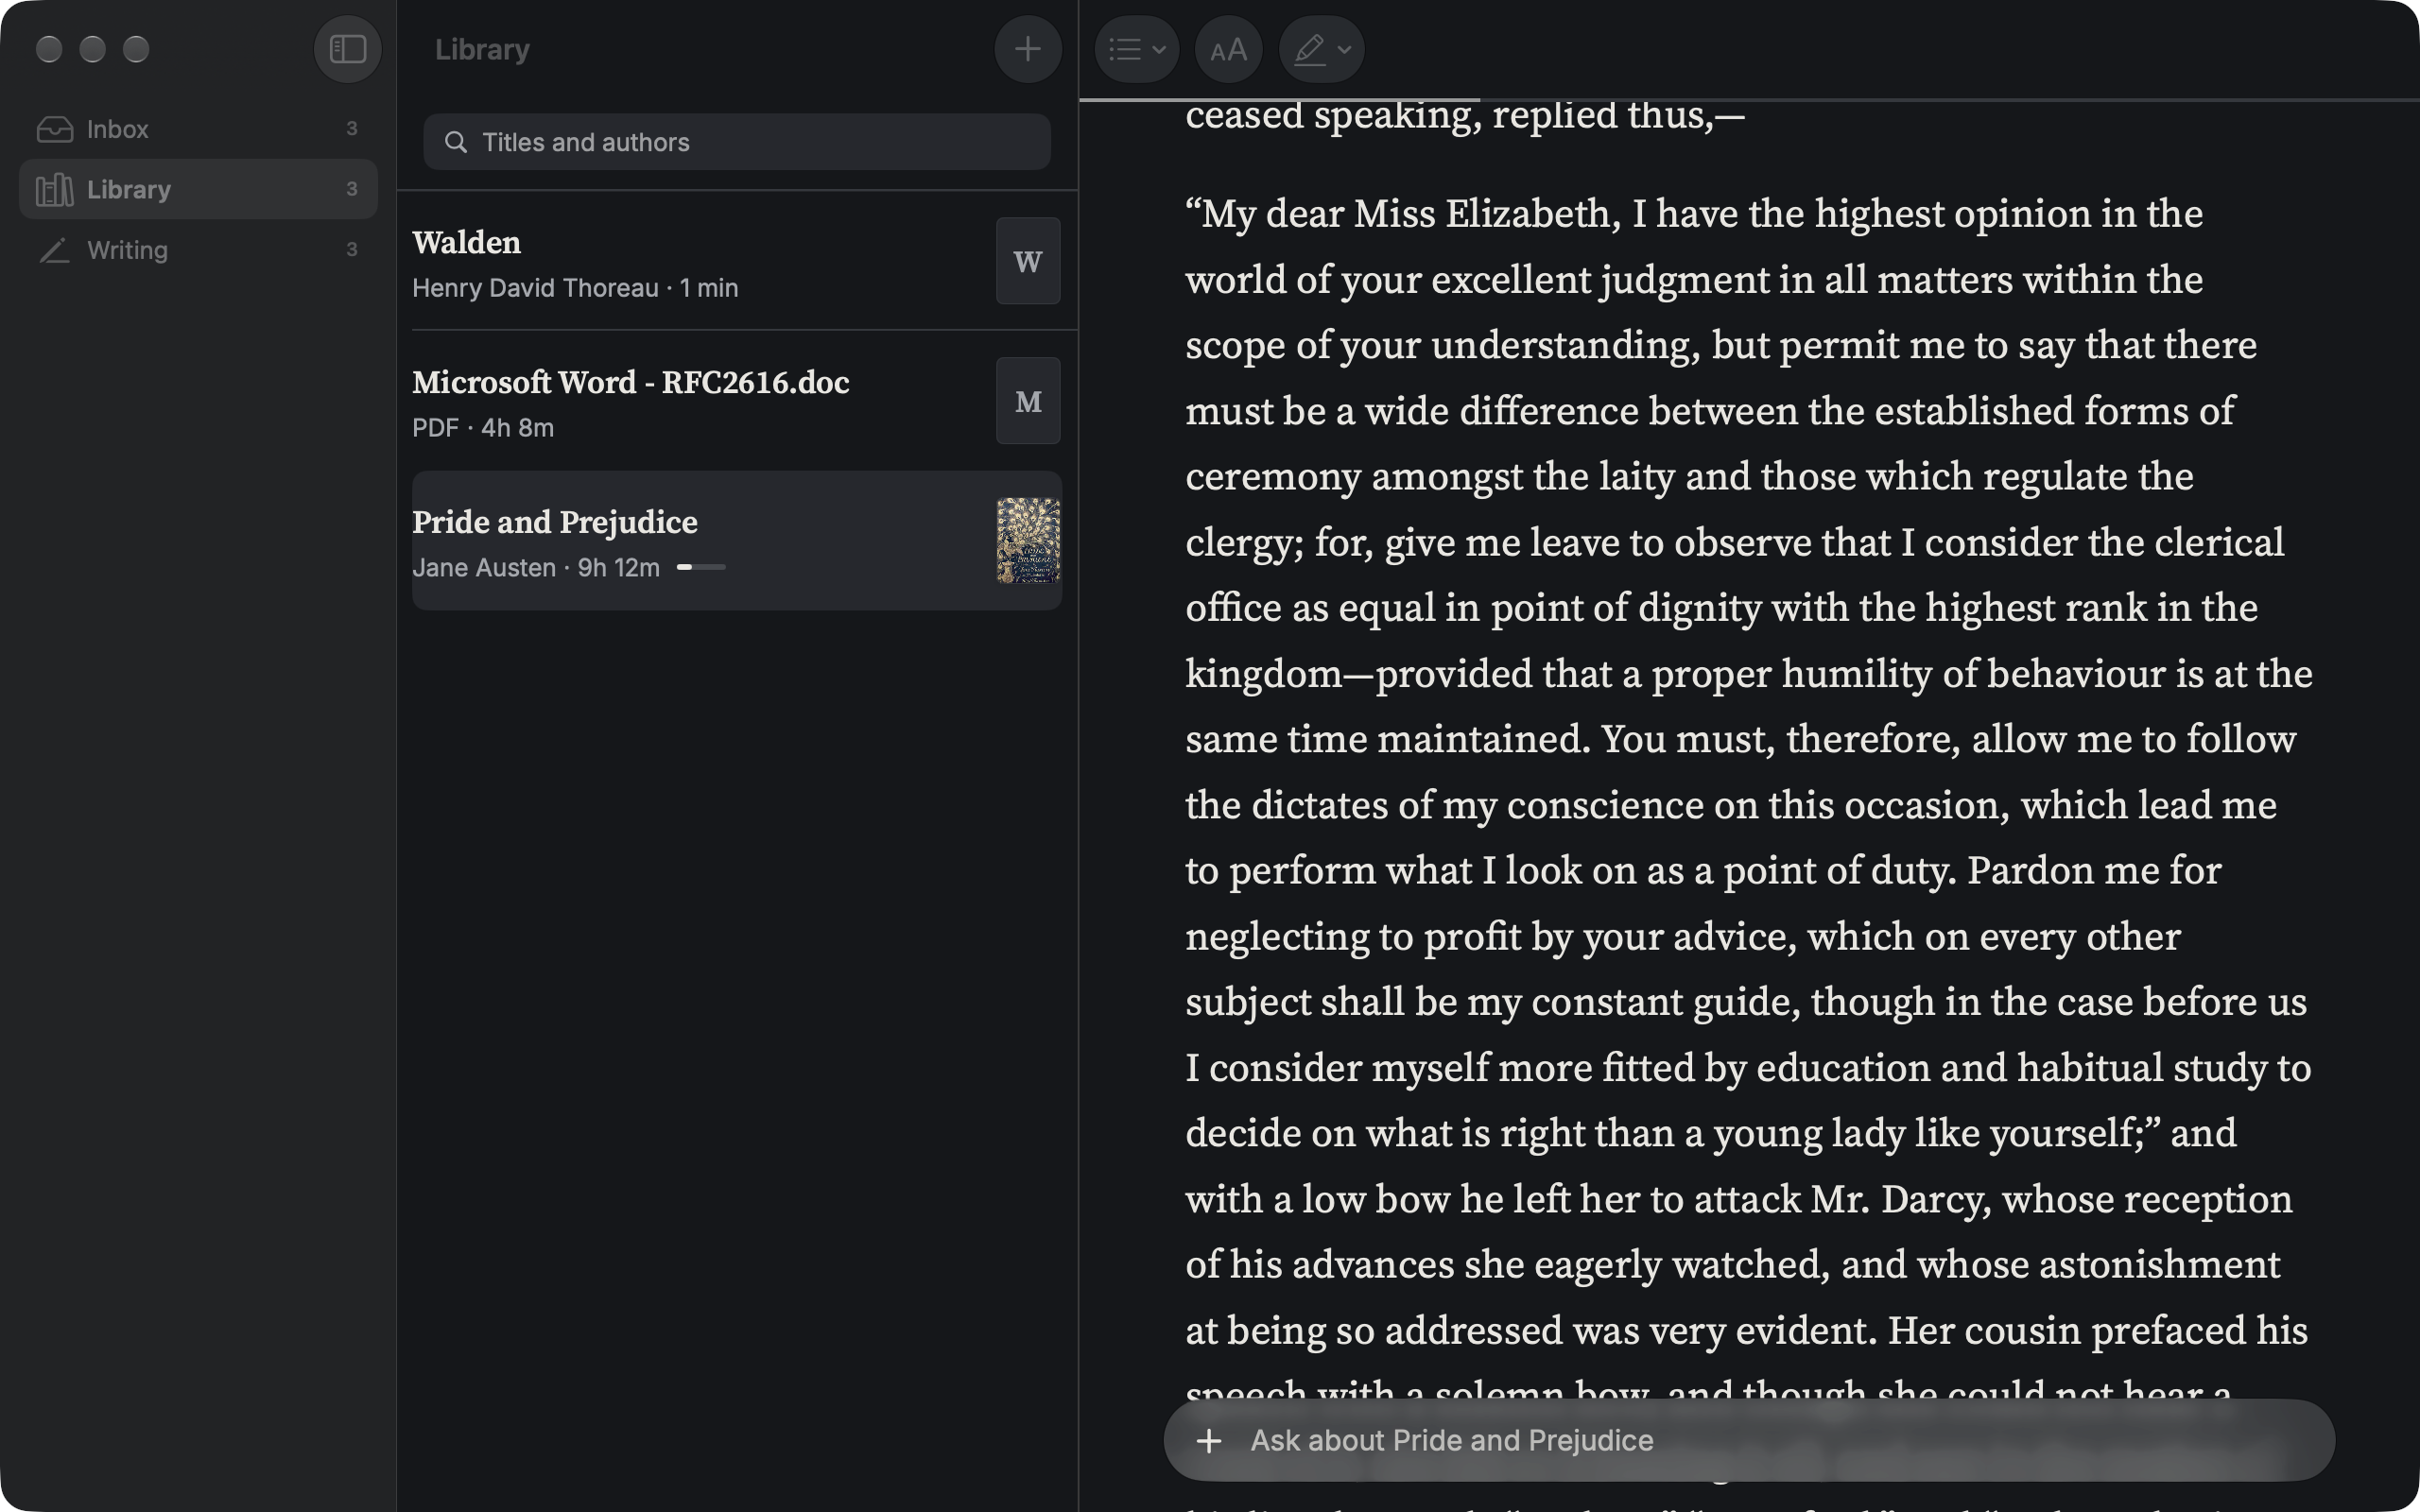 Library
Inbox 3
Library 3
Writing 3
Titles and authors
Walden
Henry David Thoreau · 1 min
W
Microsoft Word - RFC2616.doc
PDF · 4h 8m
M
Pride and Prejudice
Jane Austen · 9h 12m
AA
ceased speaking, replied thus,—
“My dear Miss Elizabeth, I have the highest opinion in the
world of your excellent judgment in all matters within the
scope of your understanding, but permit me to say that there
must be a wide difference between the established forms of
ceremony amongst the laity and those which regulate the
clergy; for, give me leave to observe that I consider the clerical
office as equal in point of dignity with the highest rank in the
kingdom—provided that a proper humility of behaviour is at the
same time maintained. You must, therefore, allow me to follow
the dictates of my conscience on this occasion, which lead me
to perform what I look on as a point of duty. Pardon me for
neglecting to profit by your advice, which on every other
subject shall be my constant guide, though in the case before us
I consider myself more fitted by education and habitual study to
decide on what is right than a young lady like yourself;” and
with a low bow he left her to attack Mr. Darcy, whose reception
of his advances she eagerly watched, and whose astonishment
at being so addressed was very evident. Her cousin prefaced his
speech with a solemn bow, and though she could not hear a
Ask about Pride and Prejudice